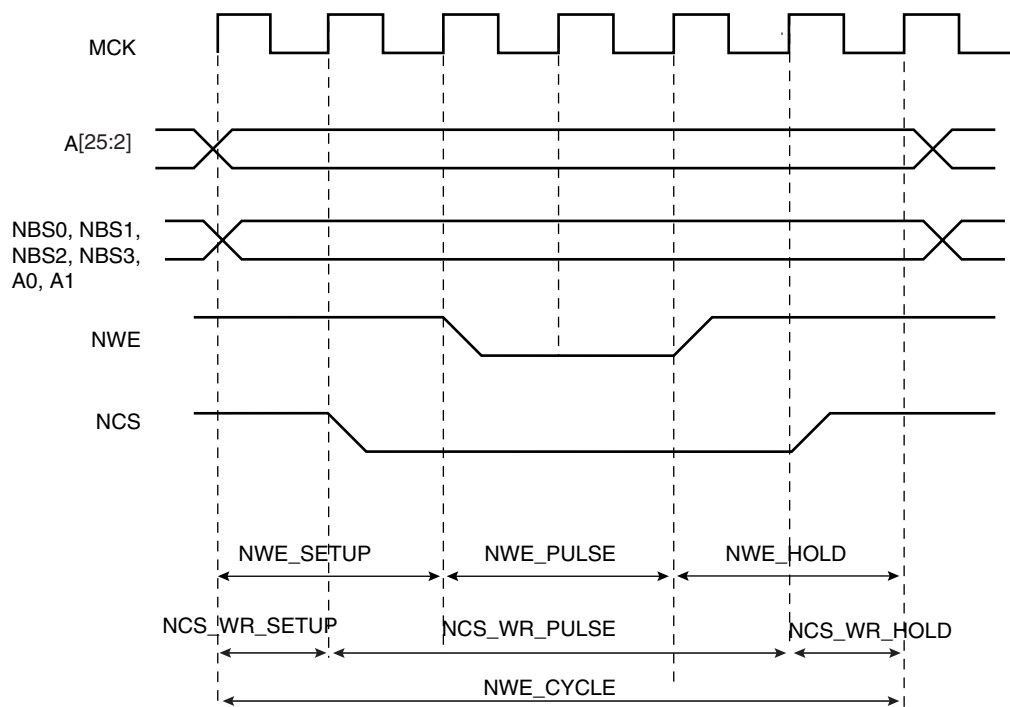 MCK
A[25:2]
NBS0, NBS1,
NBS2, NBS3,
A0, A1
NWE
NCS
NWE_SETUP
NWE_PULSE
NWE_HOLD
NCS_WR_SETUP
NCS_WR_PULSE
NCS_WR_HOLD
NWE_CYCLE